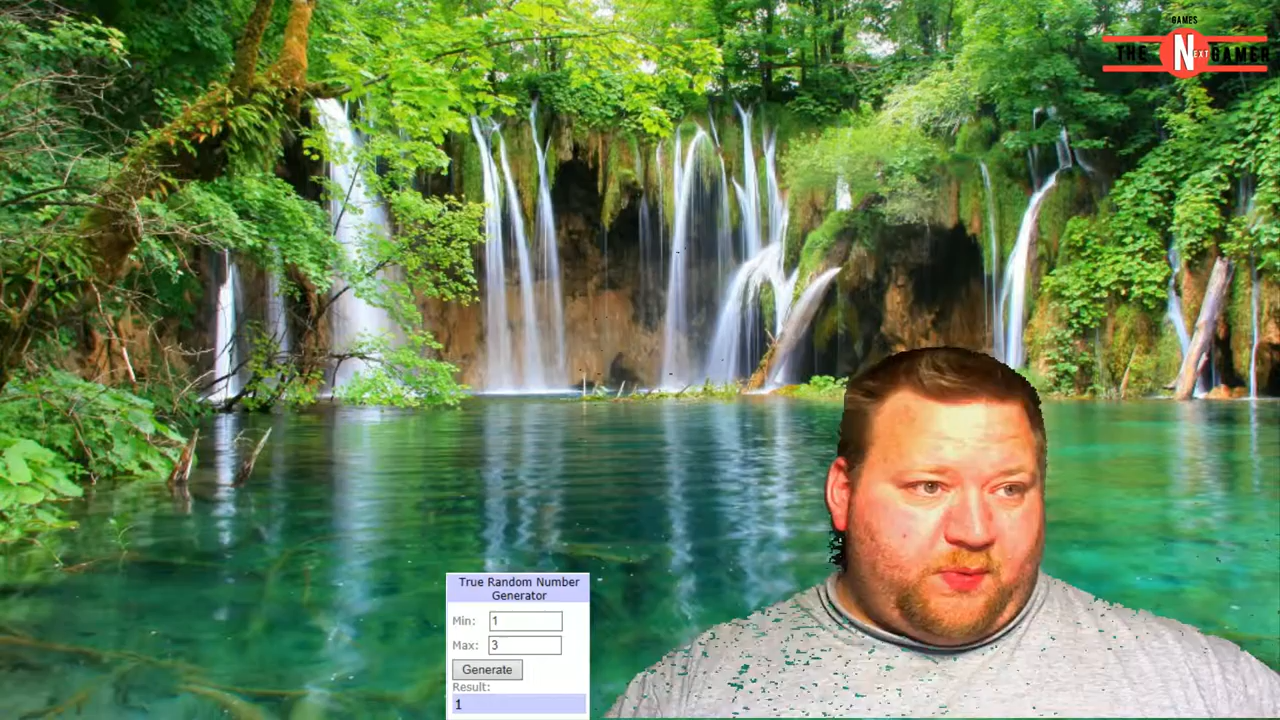 GAMES
THE NEXT GAMER
True Random Number
Generator
Min: 1
Max: 3
Generate
Result:
1